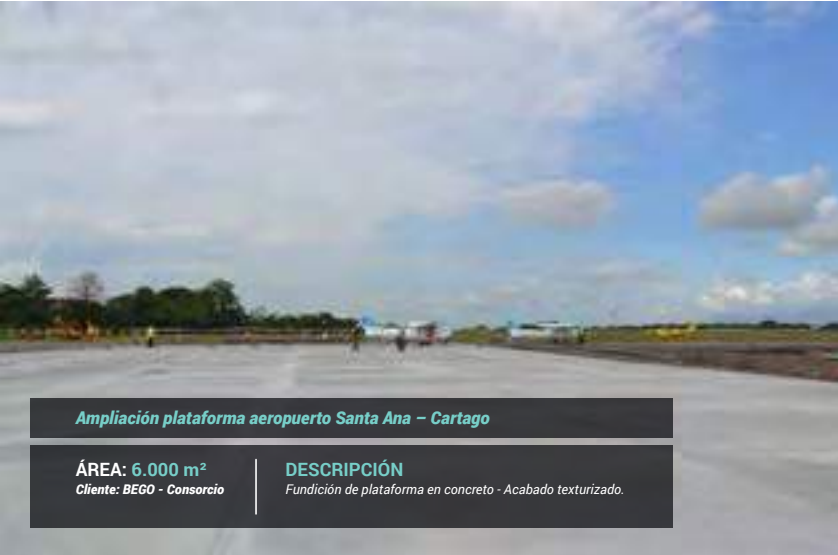 Ampliación plataforma aeropuerto Santa Ana – Cartago
ÁREA: 6.000 m²
Cliente: BEGO - Consorcio
DESCRIPCIÓN
Fundición de plataforma en concreto - Acabado texturizado.